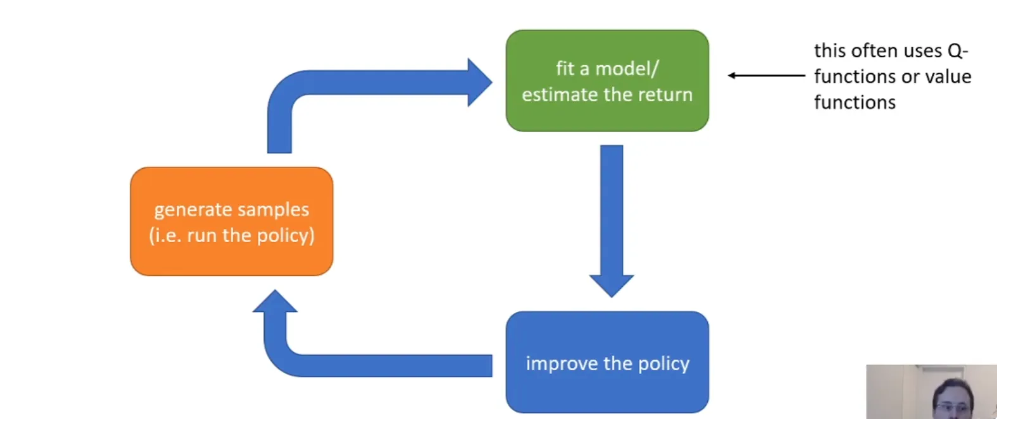 fit a model/
estimate the return
this often uses Q-
functions or value
functions
generate samples
(i.e. run the policy)
improve the policy